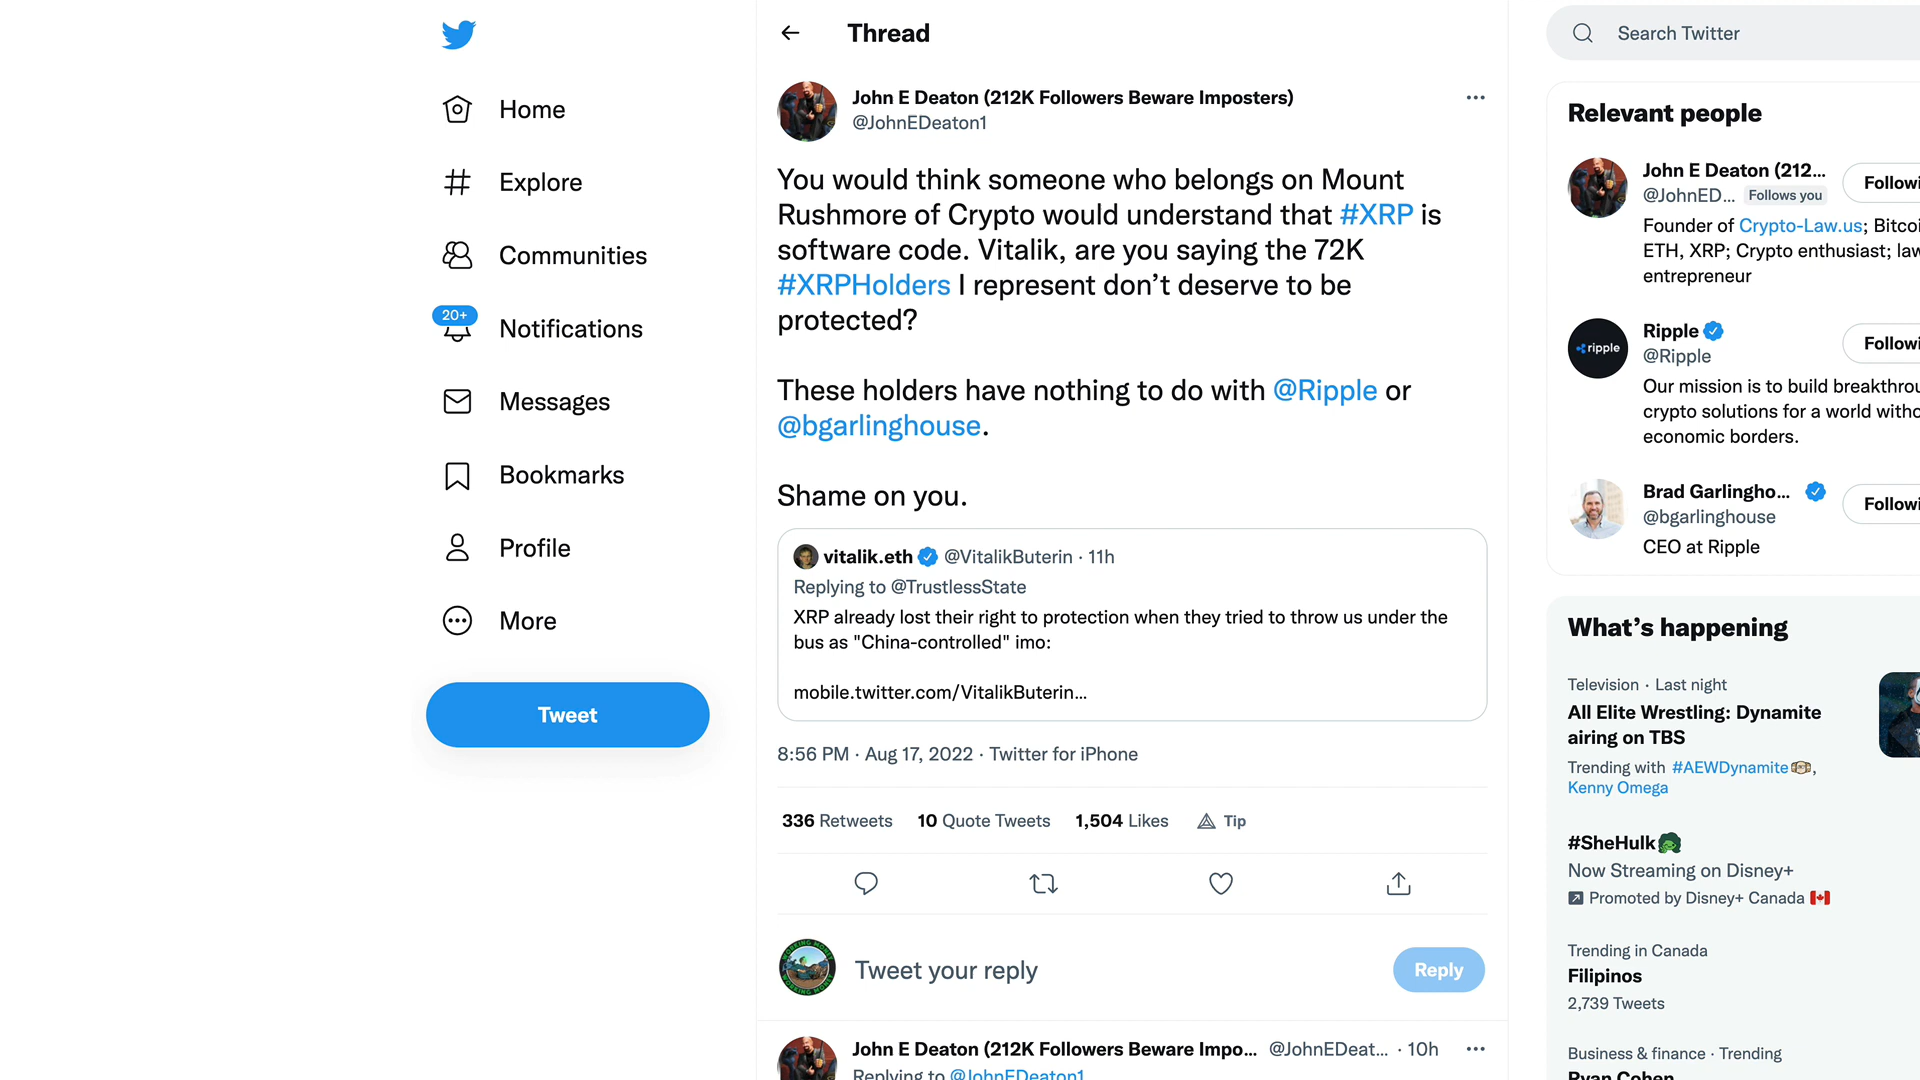 Home
Explore
Communities
20+
Notifications
Messages
Bookmarks
Profile
More
Tweet
Thread
John E Deaton (212K Followers Beware Imposters)
@JohnEDeaton1
You would think someone who belongs on Mount
Rushmore of Crypto would understand that #XRP is
software code. Vitalik, are you saying the 72K
#XRPHolders I represent don’t deserve to be
protected?
These holders have nothing to do with @Ripple or
@bgarlinghouse.
Shame on you.
vitalik.eth @VitalikButerin · 11h
Replying to @TrustlessState
XRP already lost their right to protection when they tried to throw us under the
bus as "China-controlled" imo:
mobile.twitter.com/VitalikButerin...
8:56 PM · Aug 17, 2022 · Twitter for iPhone
336 Retweets 10 Quote Tweets 1,504 Likes Tip
Tweet your reply
Reply
John E Deaton (212K Followers Beware Impo... @JohnEDeat... · 10h
Replying to @JohnEDeaton1
Search Twitter
Relevant people
John E Deaton (212...
@JohnED... Follows you
Followi
Founder of Crypto-Law.us; Bitcoi
ETH, XRP; Crypto enthusiast; law
entrepreneur
ripple
Ripple
@Ripple
Followi
Our mission is to build breakthrou
crypto solutions for a world witho
economic borders.
Brad Garlingho...
@bgarlinghouse
Followi
CEO at Ripple
What’s happening
Television · Last night
All Elite Wrestling: Dynamite
airing on TBS
Trending with #AEWDynamite,
Kenny Omega
#SheHulk
Now Streaming on Disney+
Promoted by Disney+ Canada
Trending in Canada
Filipinos
2,739 Tweets
Business & finance · Trending
Ryan Cohen